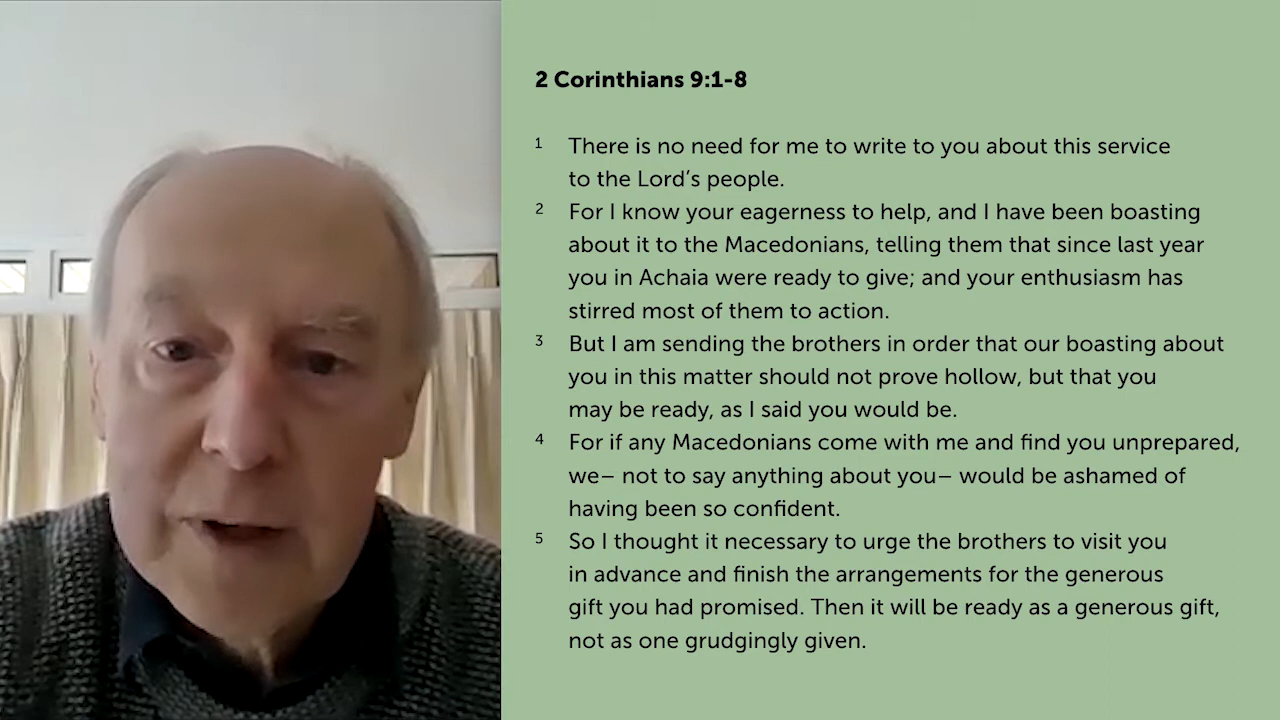 2 Corinthians 9:1-8
1 There is no need for me to write to you about this service
to the Lord’s people.
2 For I know your eagerness to help, and I have been boasting
about it to the Macedonians, telling them that since last year
you in Achaia were ready to give; and your enthusiasm has
stirred most of them to action.
3 But I am sending the brothers in order that our boasting about
you in this matter should not prove hollow, but that you
may be ready, as I said you would be.
4 For if any Macedonians come with me and find you unprepared,
we– not to say anything about you– would be ashamed of
having been so confident.
5 So I thought it necessary to urge the brothers to visit you
in advance and finish the arrangements for the generous
gift you had promised. Then it will be ready as a generous gift,
not as one grudgingly given.